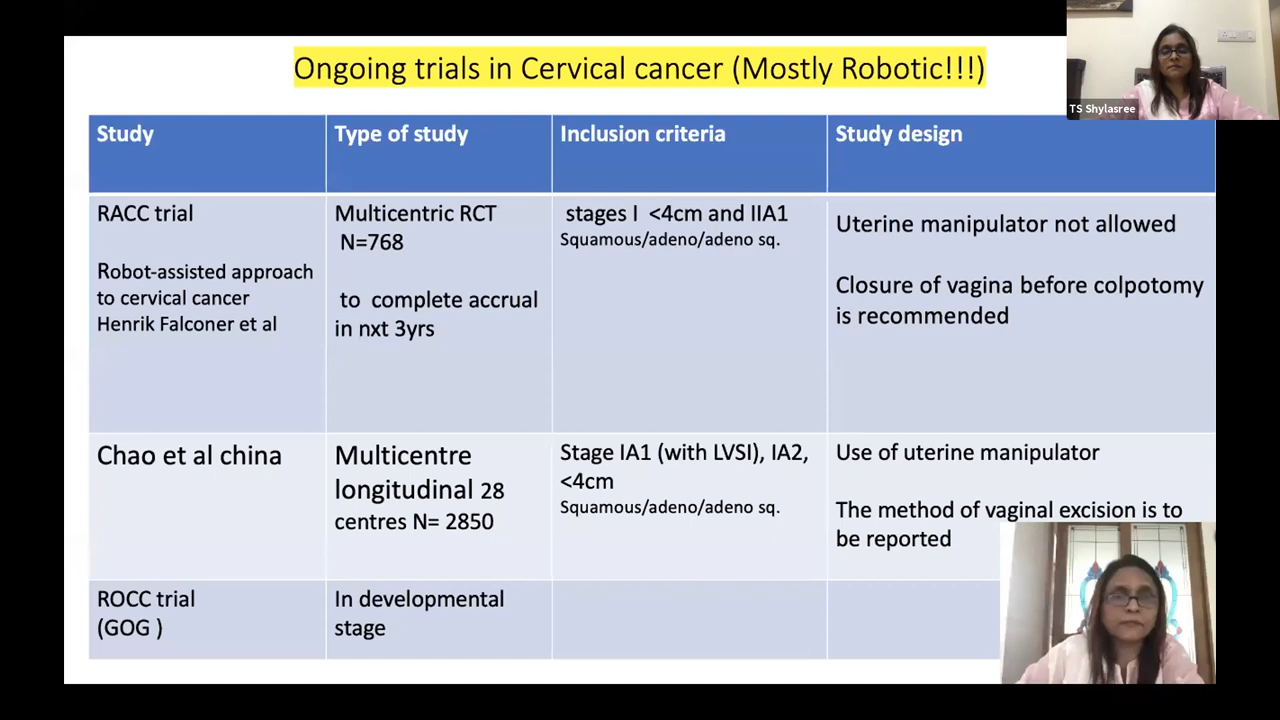 Ongoing trials in Cervical cancer (Mostly Robotic!!!)
TS Shylasree
Study
Type of study
Inclusion criteria
Study design
RACC trial
Robot-assisted approach
to cervical cancer
Henrik Falconer et al
Multicentric RCT
N=768
to complete accrual
in nxt 3yrs
stages I <4cm and IIA1
Squamous/adeno/adeno sq.
Uterine manipulator not allowed
Closure of vagina before colpotomy
is recommended
Chao et al china
Multicentre
longitudinal 28
centres N= 2850
Stage IA1 (with LVSI), IA2,
<4cm
Squamous/adeno/adeno sq.
Use of uterine manipulator
The method of vaginal excision is to
be reported
ROCC trial
(GOG )
In developmental
stage